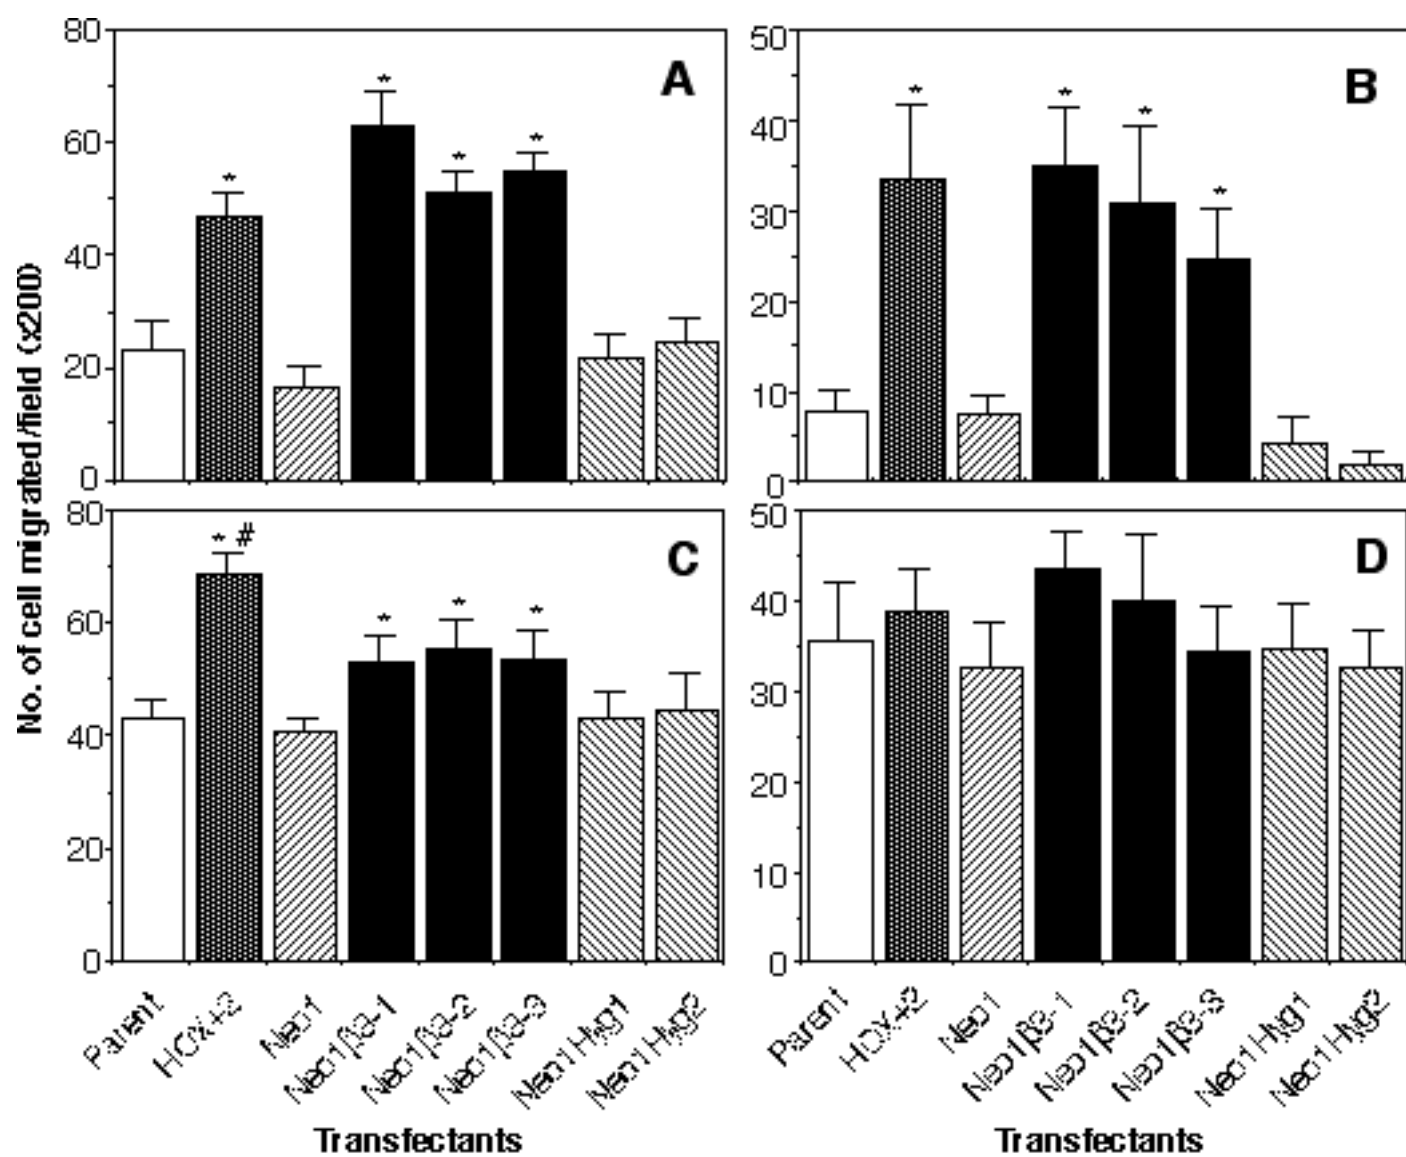 No. of cell migrated/field (x200)
80
60
40
20
0
* * * *
A
50
40
30
20
10
0
* * * *
B
80
60
40
20
0
* # * * *
C
50
40
30
20
10
0
D
Parent
HOX+2
Neo1
Neo1β3-1
Neo1β3-2
Neo1β3-3
Neo1Hyg1
Neo1Hyg2
Parent
HOX+2
Neo1
Neo1β3-1
Neo1β3-2
Neo1β3-3
Neo1Hyg1
Neo1Hyg2
Transfectants
Transfectants